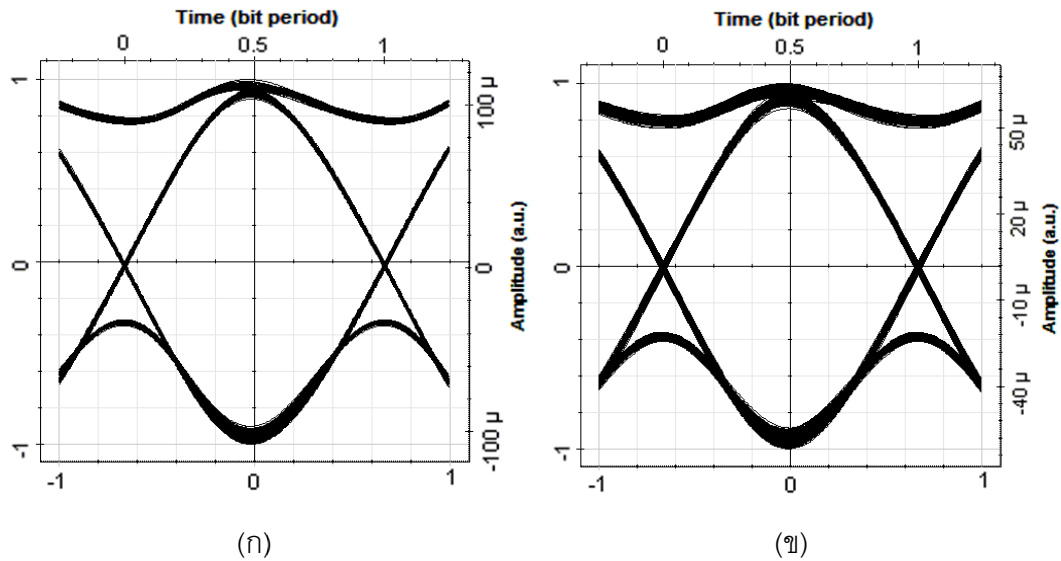 Time (bit period)
0 0.5 1
1
0
-1
100 µ
0
-100 µ
Amplitude (a.u.)
-1 0 1
(ก)
Time (bit period)
0 0.5 1
1
0
-1
50 µ
20 µ
-10 µ
-40 µ
Amplitude (a.u.)
-1 0 1
(ข)